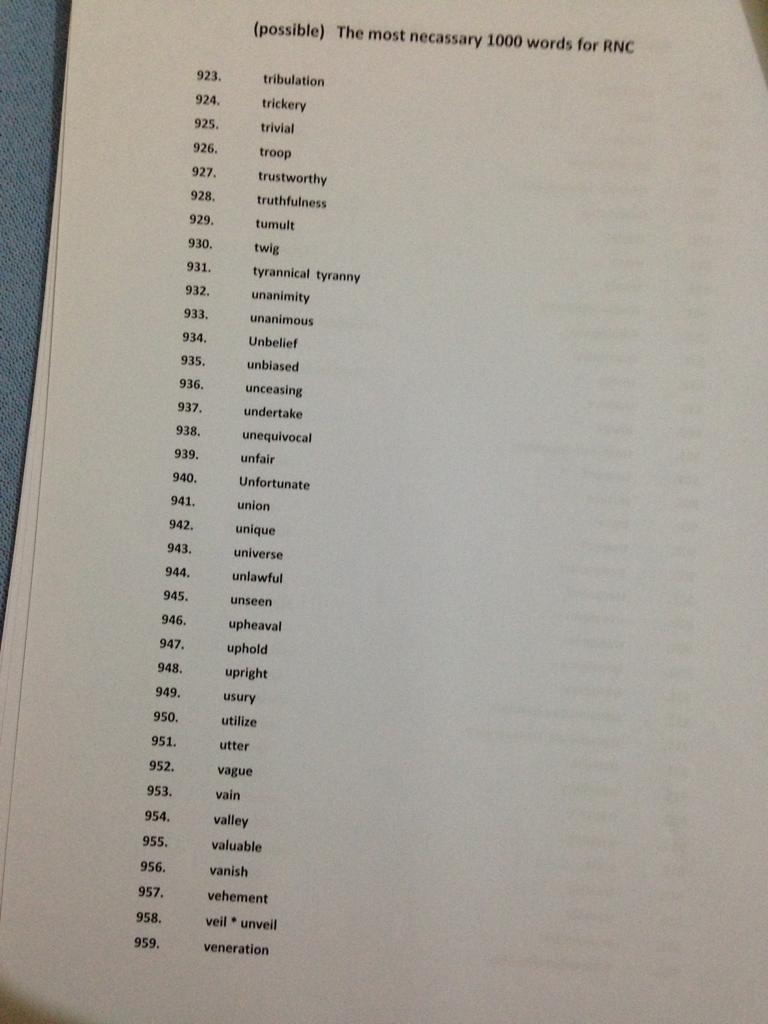 (possible) The most necassary 1000 words for RNC
923. tribulation
924. trickery
925. trivial
926. troop
927. trustworthy
928. truthfulness
929. tumult
930. twig
931. tyrannical tyranny
932. unanimity
933. unanimous
934. Unbelief
935. unbiased
936. unceasing
937. undertake
938. unequivocal
939. unfair
940. Unfortunate
941. union
942. unique
943. universe
944. unlawful
945. unseen
946. upheaval
947. uphold
948. upright
949. usury
950. utilize
951. utter
952. vague
953. vain
954. valley
955. valuable
956. vanish
957. vehement
958. veil * unveil
959. veneration